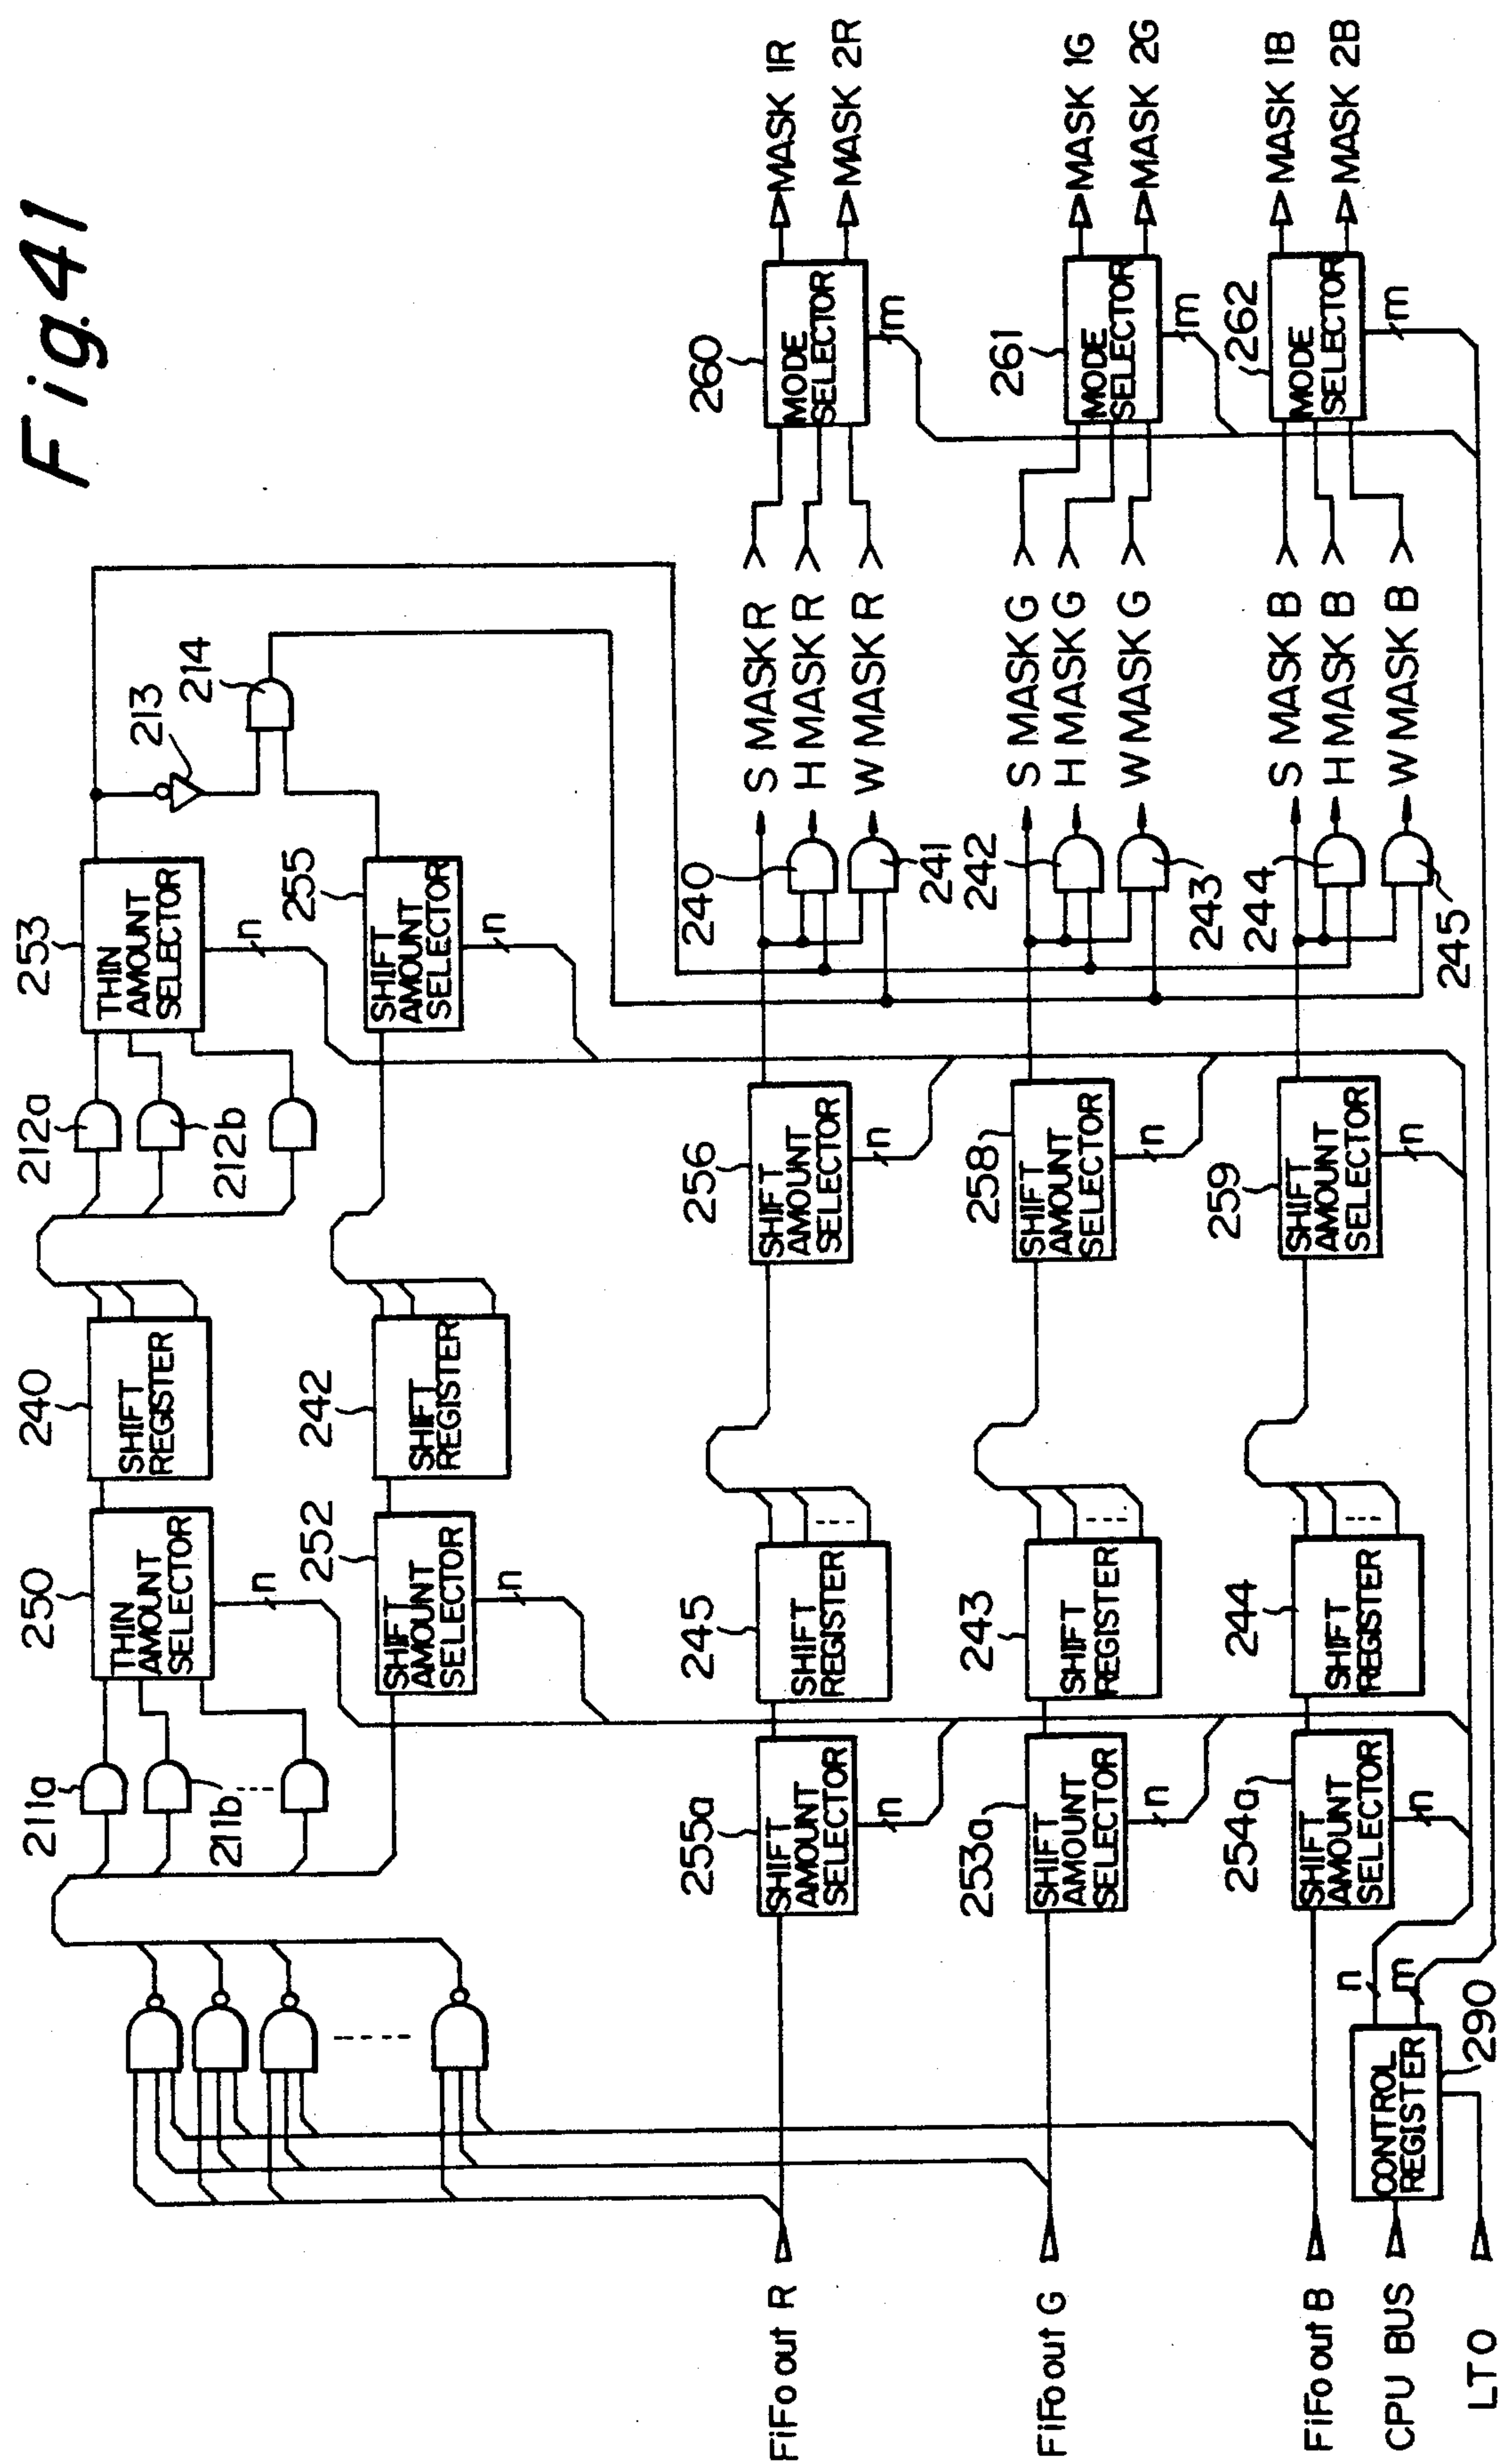 Fig. 41
253
THIN
AMOUNT
SELECTOR
n
213
214
212a
212b
255
SHIFT
AMOUNT
SELECTOR
n
240
SHIFT
REGISTER
242
SHIFT
REGISTER
250
THIN
AMOUNT
SELECTOR
n
252
SHIFT
AMOUNT
SELECTOR
n
211a
211b
260
MODE
SELECTOR
m
MASK 1R
MASK 2R
S MASK R
H MASK R
W MASK R
240
241
256
SHIFT
AMOUNT
SELECTOR
n
245
SHIFT
REGISTER
255a
SHIFT
AMOUNT
SELECTOR
n
FiFo out R
261
MODE
SELECTOR
m
MASK 1G
MASK 2G
S MASK G
H MASK G
W MASK G
242
243
258
SHIFT
AMOUNT
SELECTOR
n
243
SHIFT
REGISTER
253a
SHIFT
AMOUNT
SELECTOR
n
FiFo out G
262
MODE
SELECTOR
m
MASK 1B
MASK 2B
S MASK B
H MASK B
W MASK B
244
245
259
SHIFT
AMOUNT
SELECTOR
n
244
SHIFT
REGISTER
254a
SHIFT
AMOUNT
SELECTOR
n
FiFo out B
n
m
CONTROL
REGISTER
290
CPU BUS
LTO